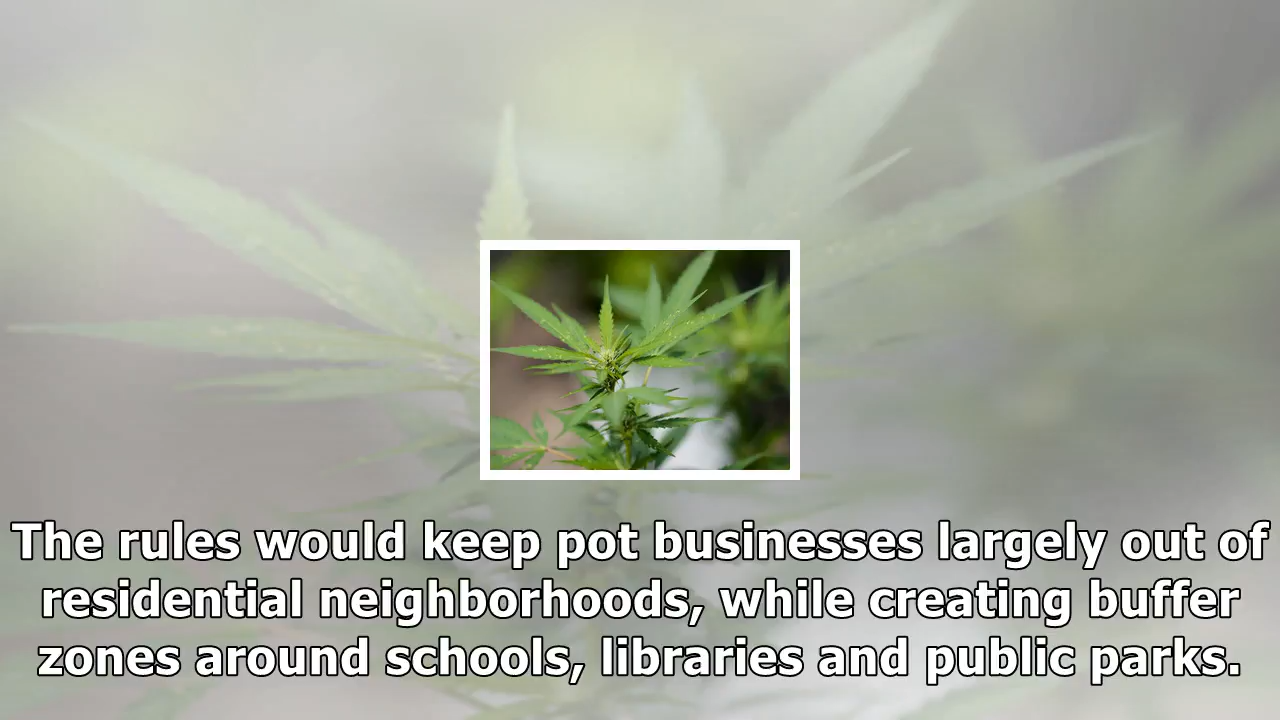 The rules would keep pot businesses largely out of
residential neighborhoods, while creating buffer
zones around schools, libraries and public parks.